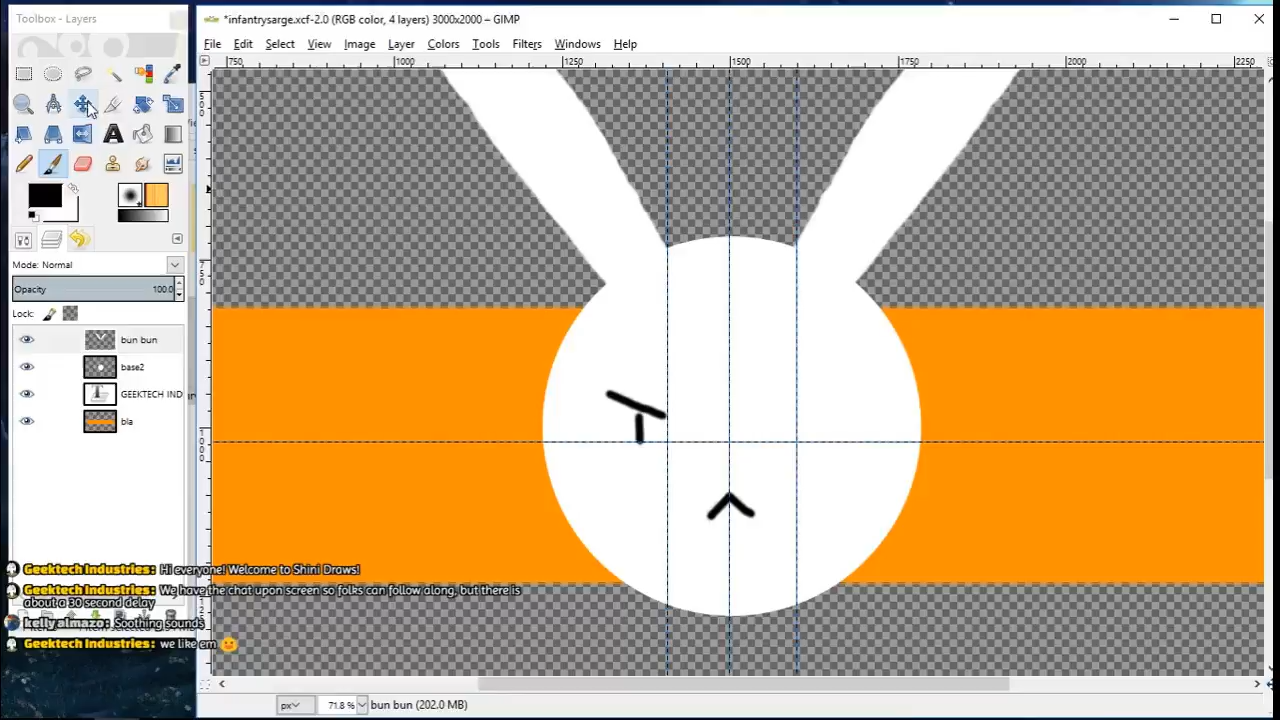 Toolbox - Layers
*infantrysarge.xcf-2.0 (RGB color, 4 layers) 3000x2000 – GIMP
File Edit Select View Image Layer Colors Tools Filters Windows Help
750 1000 1250 1500 1750 2000 2250
Mode: Normal
Opacity 100.0
Lock:
bun bun
base2
GEEKTECH IND
bla
Geektech Industries: Hi everyone! Welcome to Shini Draws!
Geektech Industries: We have the chat upon screen so folks can follow along, but there is
about a 30 second delay
kelly almazo: Soothing sounds
Geektech Industries: we like em
px 71.8 % bun bun (202.0 MB)